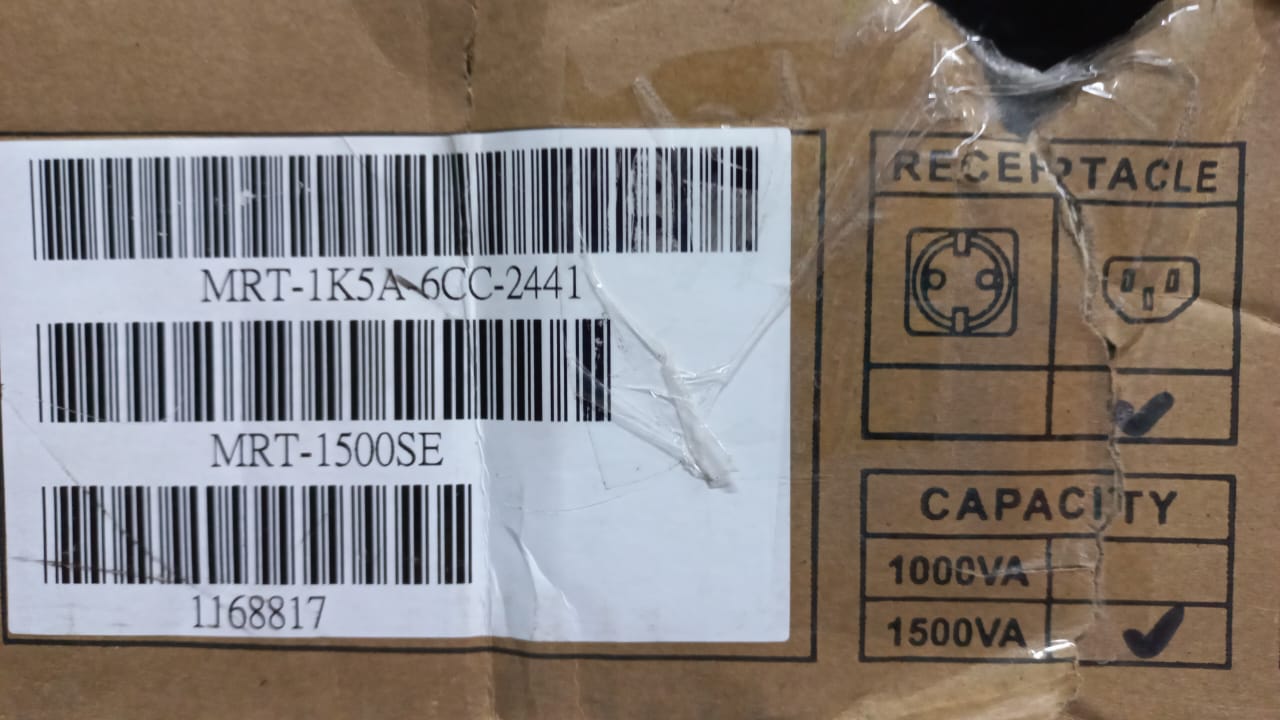 MRT-1K5A-6CC-2441
MRT-1500SE
1168817
RECEPTACLE
CAPACITY
1000VA
1500VA